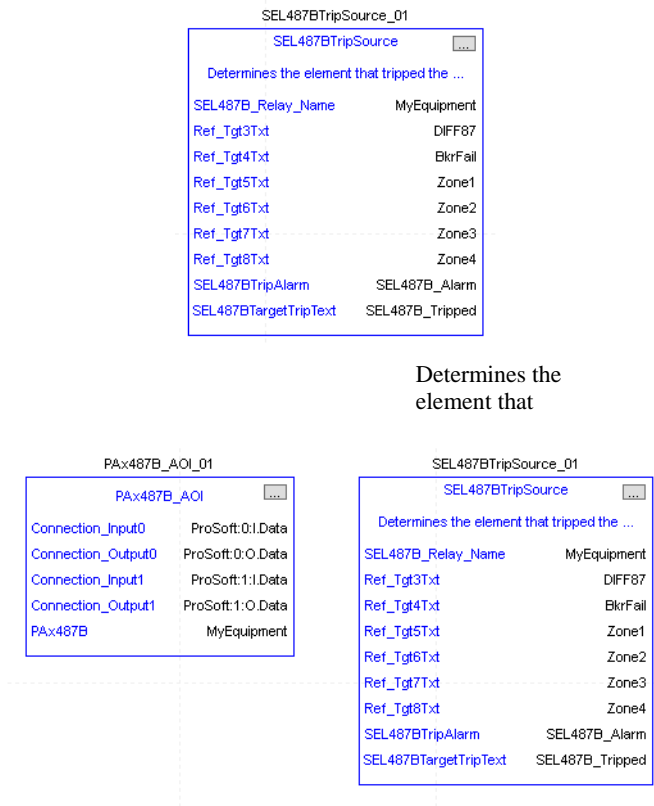 SEL487BTripSource_01
SEL487BTripSource ...
Determines the element that tripped the ...
SEL487B_Relay_Name MyEquipment
Ref_Tgt3Txt DIFF87
Ref_Tgt4Txt BkrFail
Ref_Tgt5Txt Zone1
Ref_Tgt6Txt Zone2
Ref_Tgt7Txt Zone3
Ref_Tgt8Txt Zone4
SEL487BTripAlarm SEL487B_Alarm
SEL487BTargetTripText SEL487B_Tripped
Determines the
element that
PAx487B_AOI_01
PAx487B_AOI ...
Connection_Input0 ProSoft:0:I.Data
Connection_Output0 ProSoft:0:O.Data
Connection_Input1 ProSoft:1:I.Data
Connection_Output1 ProSoft:1:O.Data
PAx487B MyEquipment
SEL487BTripSource_01
SEL487BTripSource ...
Determines the element that tripped the ...
SEL487B_Relay_Name MyEquipment
Ref_Tgt3Txt DIFF87
Ref_Tgt4Txt BkrFail
Ref_Tgt5Txt Zone1
Ref_Tgt6Txt Zone2
Ref_Tgt7Txt Zone3
Ref_Tgt8Txt Zone4
SEL487BTripAlarm SEL487B_Alarm
SEL487BTargetTripText SEL487B_Tripped